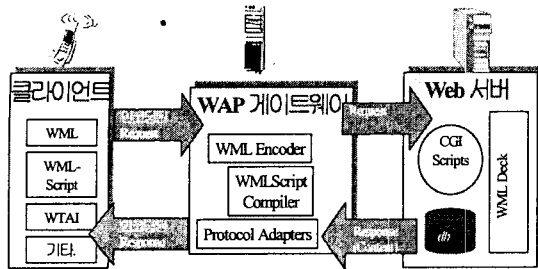 클라이언트
WML
WML-
Script
WTAI
기타.
WAP 게이트웨이
WML Encoder
WMLScript
Compiler
Protocol Adapters
Web 서버
CGI
Scripts
WML Deck
db